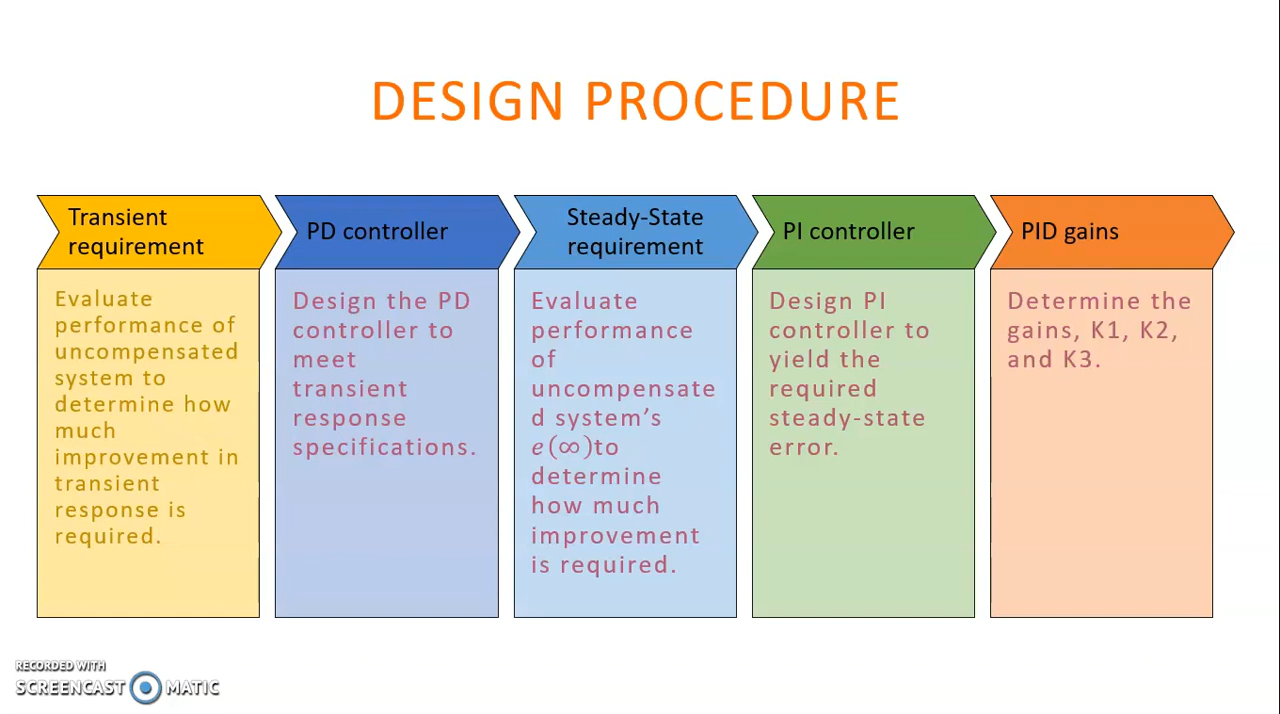 DESIGN PROCEDURE
Transient
requirement
Evaluate
performance of
uncompensated
system to
determine how
much
improvement in
transient
response is
required.
PD controller
Design the PD
controller to
meet
transient
response
specifications.
Steady-State
requirement
Evaluate
performance
of
uncompensate
d system’s
e(∞)to
determine
how much
improvement
is required.
PI controller
Design PI
controller to
yield the
required
steady-state
error.
PID gains
Determine the
gains, K1, K2,
and K3.
RECORDED WITH
SCREENCAST MATIC